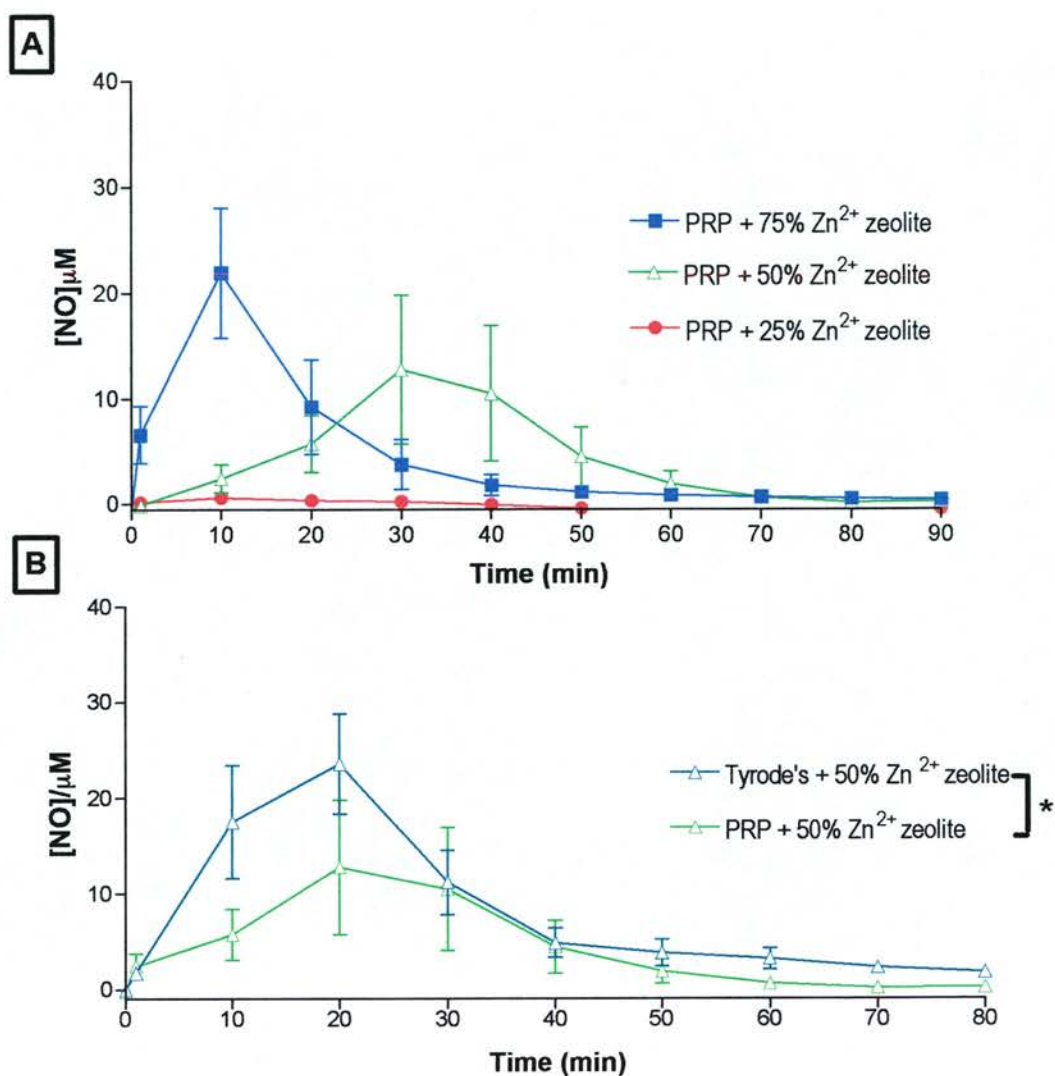 A
40
30
20
10
0
[NO]μM
PRP + 75% Zn²⁺ zeolite
PRP + 50% Zn²⁺ zeolite
PRP + 25% Zn²⁺ zeolite
0 10 20 30 40 50 60 70 80 90
Time (min)
B
40
30
20
10
0
[NO]/μM
Tyrode's + 50% Zn ²⁺ zeolite
*
PRP + 50% Zn²⁺ zeolite
0 10 20 30 40 50 60 70 80
Time (min)